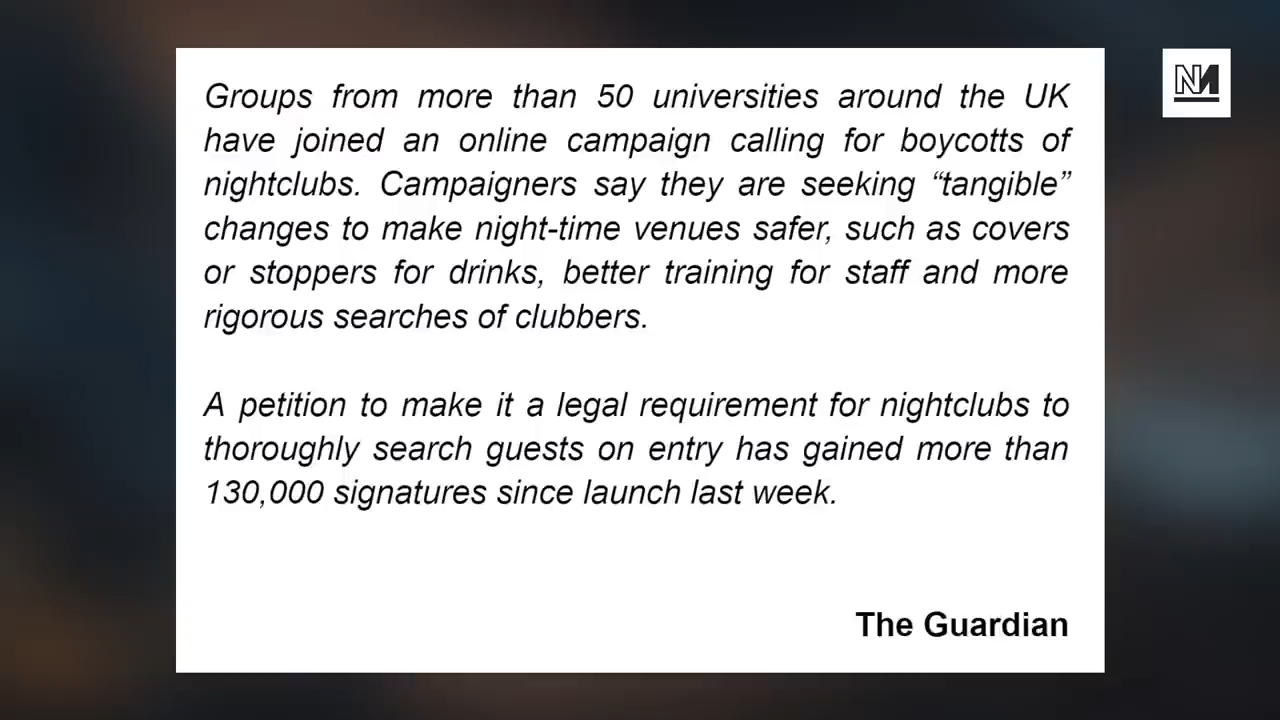 Groups from more than 50 universities around the UK
have joined an online campaign calling for boycotts of
nightclubs. Campaigners say they are seeking “tangible”
changes to make night-time venues safer, such as covers
or stoppers for drinks, better training for staff and more
rigorous searches of clubbers.
A petition to make it a legal requirement for nightclubs to
thoroughly search guests on entry has gained more than
130,000 signatures since launch last week.
The Guardian
NM